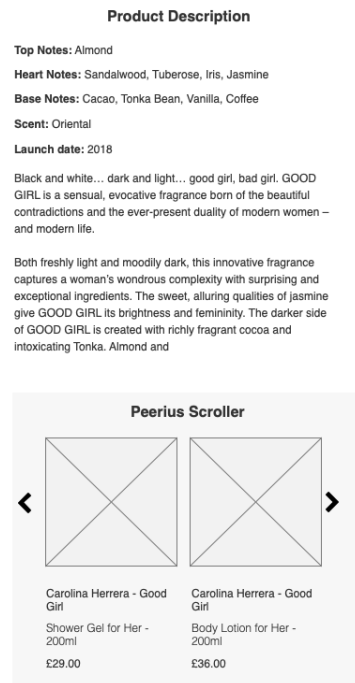 Product Description
Top Notes: Almond
Heart Notes: Sandalwood, Tuberose, Iris, Jasmine
Base Notes: Cacao, Tonka Bean, Vanilla, Coffee
Scent: Oriental
Launch date: 2018
Black and white… dark and light… good girl, bad girl. GOOD
GIRL is a sensual, evocative fragrance born of the beautiful
contradictions and the ever-present duality of modern women –
and modern life.
Both freshly light and moodily dark, this innovative fragrance
captures a woman's wondrous complexity with surprising and
exceptional ingredients. The sweet, alluring qualities of jasmine
give GOOD GIRL its brightness and femininity. The darker side
of GOOD GIRL is created with richly fragrant cocoa and
intoxicating Tonka. Almond and
Peerius Scroller
Carolina Herrera - Good
Girl
Shower Gel for Her -
200ml
£29.00
Carolina Herrera - Good
Girl
Body Lotion for Her -
200ml
£36.00